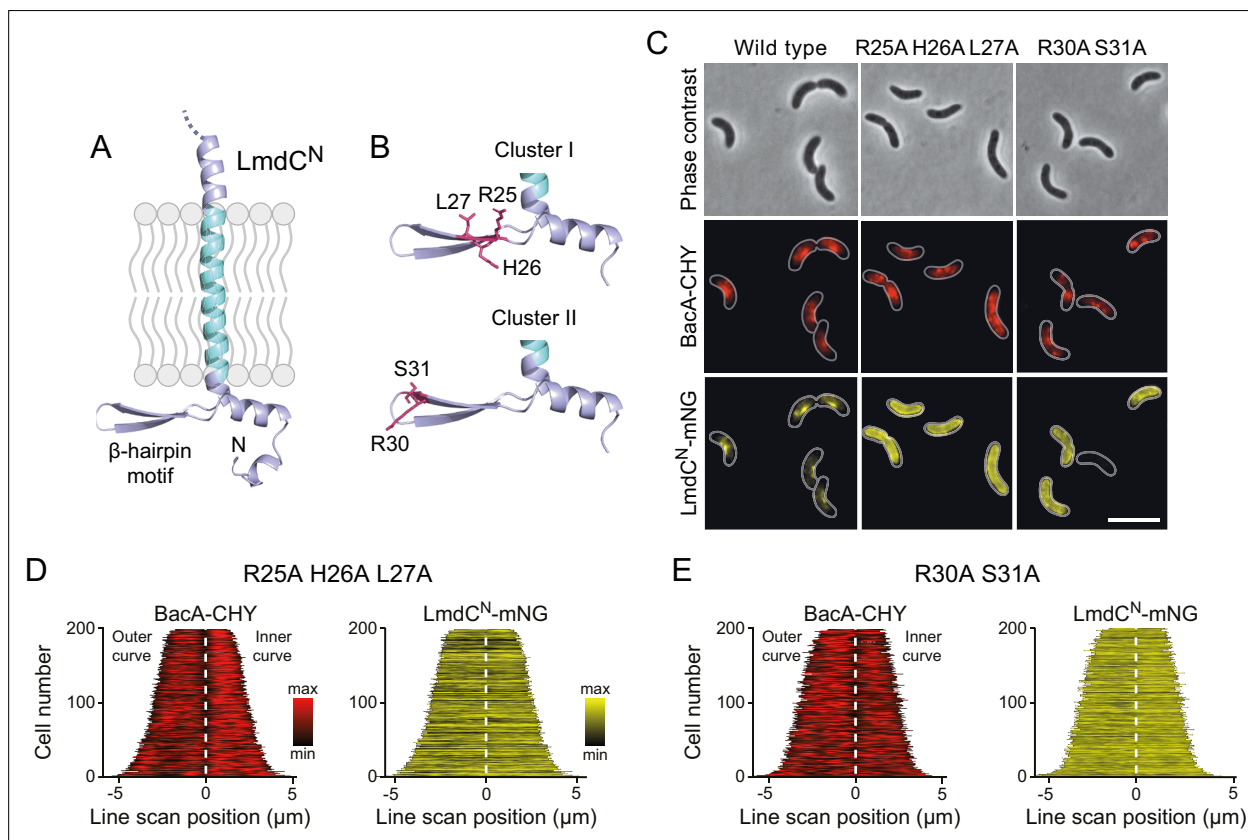 A
LmdCᴺ
β-hairpin
motif
N
B
Cluster I
L27
R25
H26
Cluster II
S31
R30
C
Wild type
R25A H26A L27A
R30A S31A
Phase contrast
BacA-CHY
LmdCᴺ-mNG
D
R25A H26A L27A
BacA-CHY
LmdCᴺ-mNG
Outer
curve
Inner
curve
Cell number
200
100
0
max
min
max
min
-5
0
5
-5
0
5
Line scan position (µm)
Line scan position (µm)
E
R30A S31A
BacA-CHY
LmdCᴺ-mNG
Outer
curve
Inner
curve
Cell number
200
100
0
-5
0
5
-5
0
5
Line scan position (µm)
Line scan position (µm)